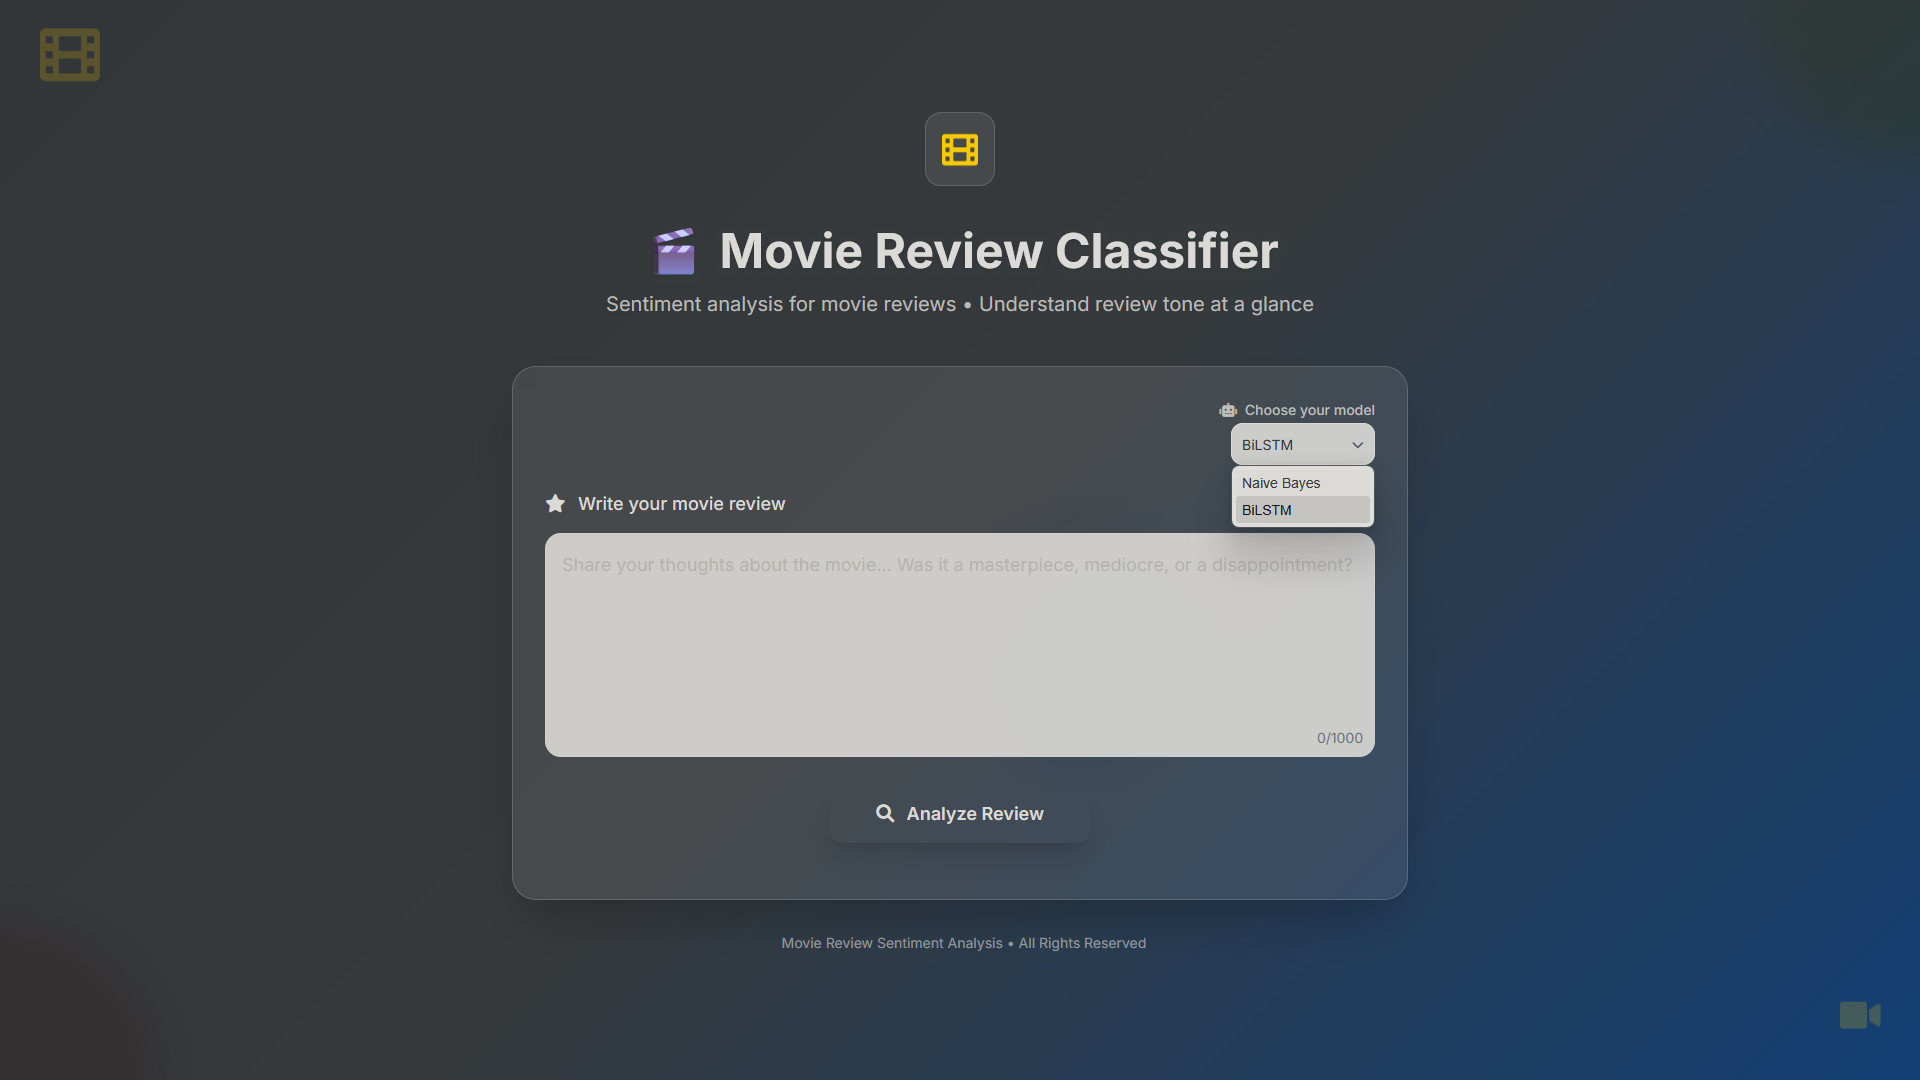 Movie Review Classifier
Sentiment analysis for movie reviews • Understand review tone at a glance
Choose your model
BiLSTM
Naive Bayes
BiLSTM
Write your movie review
Share your thoughts about the movie... Was it a masterpiece, mediocre, or a disappointment?
0/1000
Analyze Review
Movie Review Sentiment Analysis • All Rights Reserved